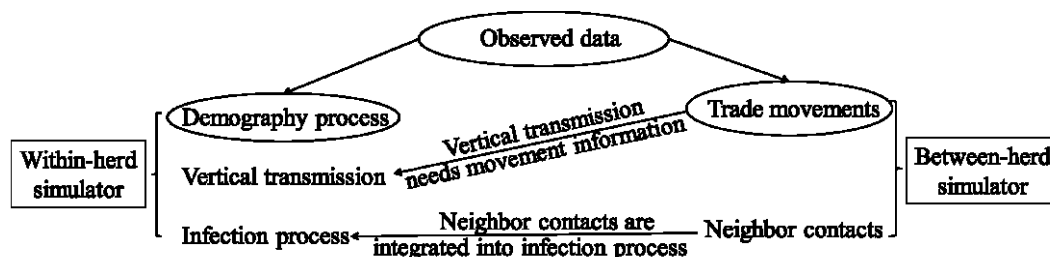 Observed data
Demography process
Trade movements
Vertical transmission
needs movement information
Within-herd
simulator
Vertical transmission
Between-herd
simulator
Infection process
Neighbor contacts are
integrated into infection process
Neighbor contacts